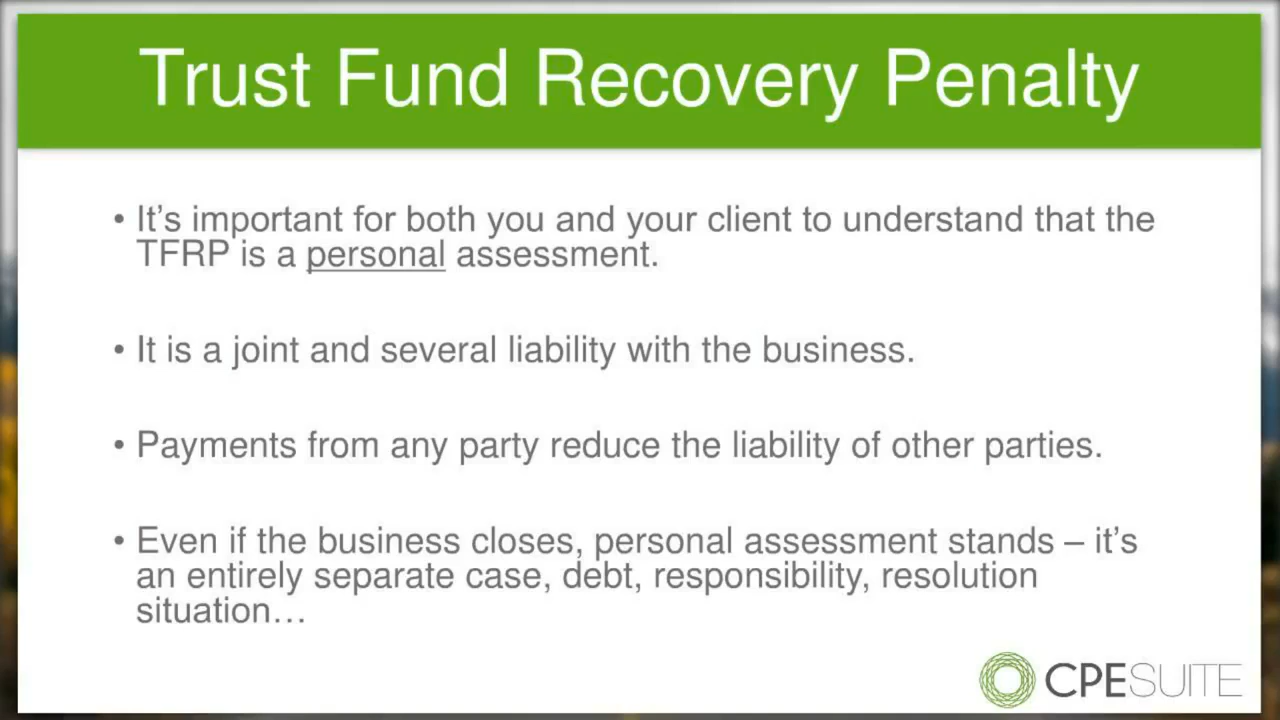 Trust Fund Recovery Penalty
• It’s important for both you and your client to understand that the
TFRP is a personal assessment.
• It is a joint and several liability with the business.
• Payments from any party reduce the liability of other parties.
• Even if the business closes, personal assessment stands – it’s
an entirely separate case, debt, responsibility, resolution
situation…
CPESUITE